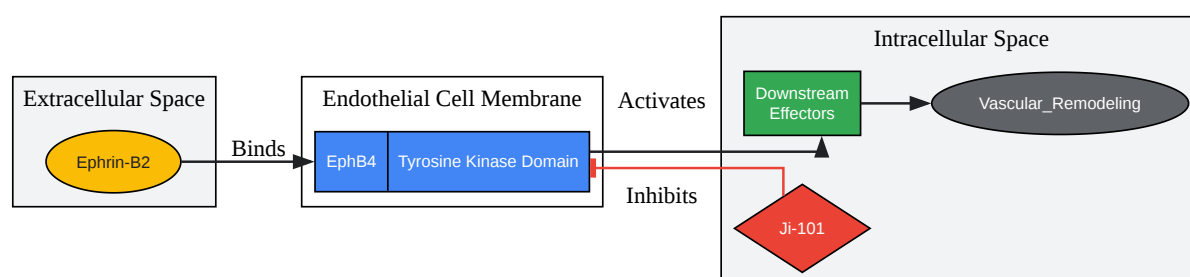 Extracellular Space
Ephrin-B2
Binds
Endothelial Cell Membrane
EphB4
Tyrosine Kinase Domain
Activates
Inhibits
Intracellular Space
Downstream
Effectors
Vascular_Remodeling
Ji-101